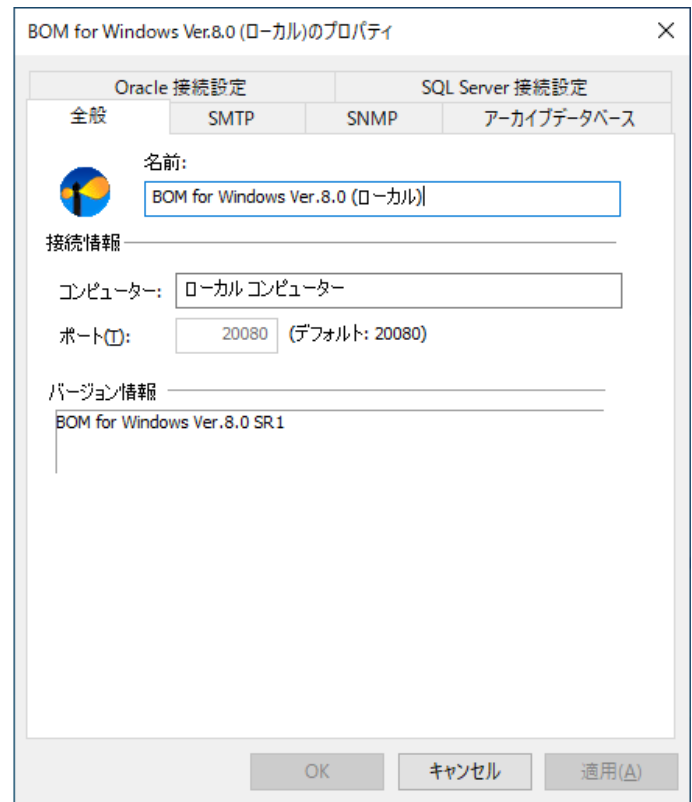 BOM for Windows Ver.8.0 (ローカル)のプロパティ
Oracle 接続設定 SQL Server 接続設定
全般 SMTP SNMP アーカイブデータベース
名前:
BOM for Windows Ver.8.0 (ローカル)
接続情報
コンピューター: ローカル コンピューター
ポート(T): 20080 (デフォルト: 20080)
バージョン情報
BOM for Windows Ver.8.0 SR1
OK キャンセル 適用(A)